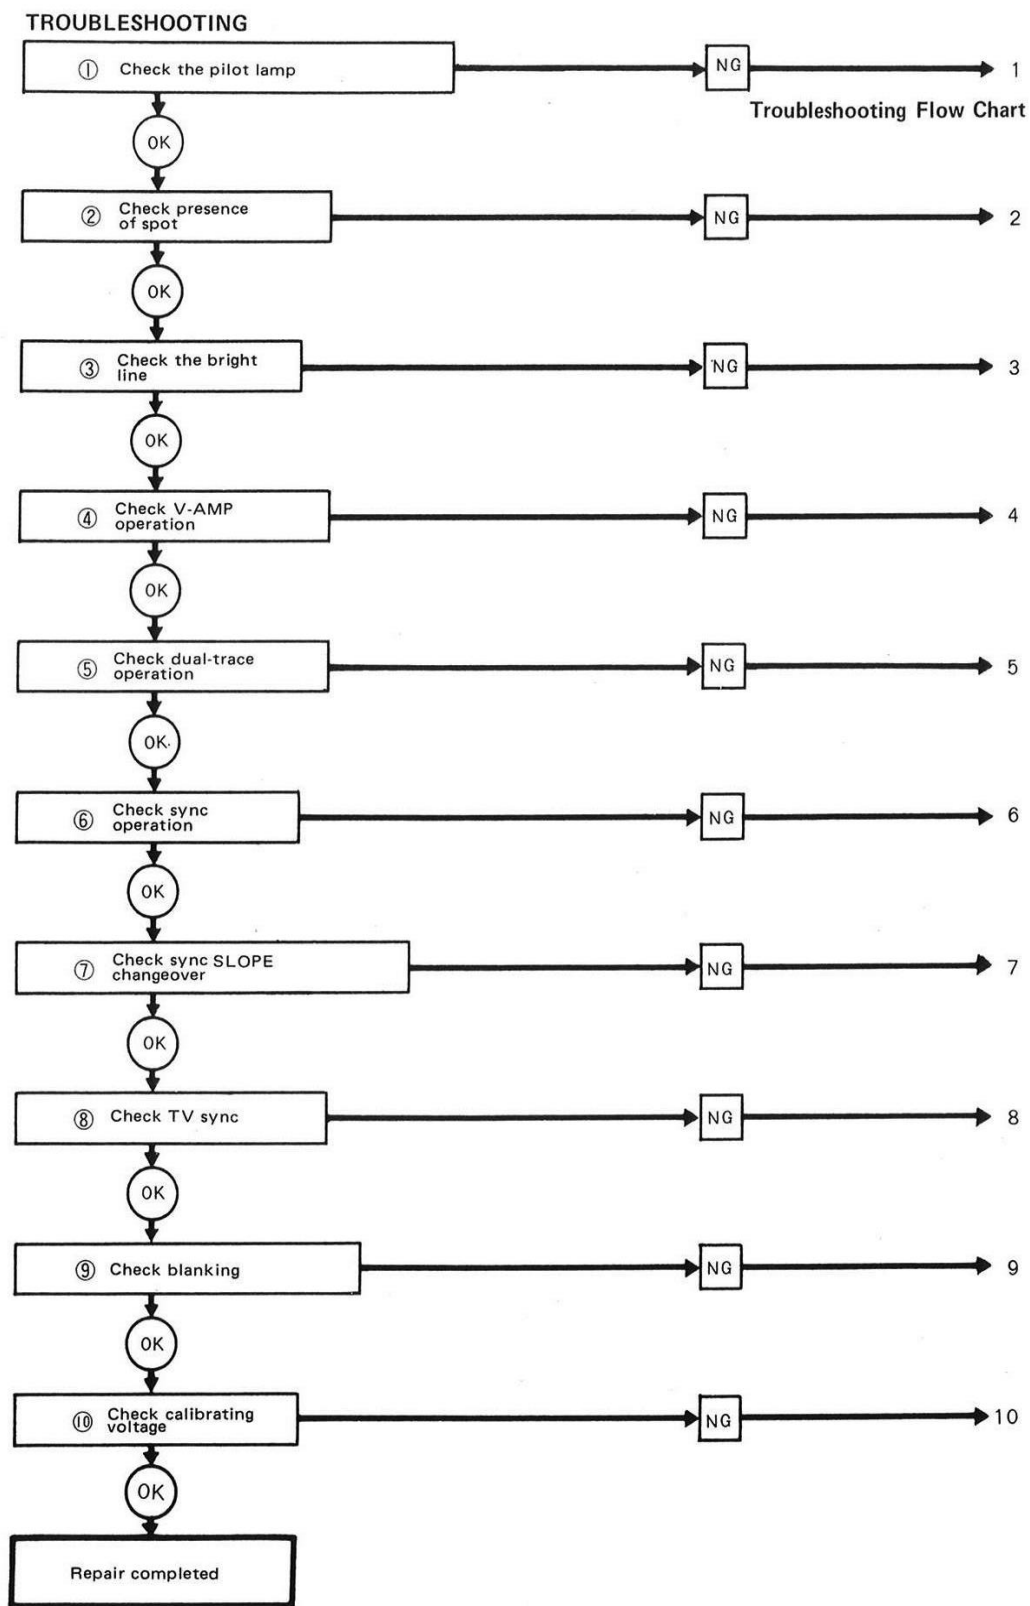 TROUBLESHOOTING
① Check the pilot lamp
NG
1
Troubleshooting Flow Chart
OK
② Check presence
of spot
NG
2
OK
③ Check the bright
line
NG
3
OK
④ Check V-AMP
operation
NG
4
OK
⑤ Check dual-trace
operation
NG
5
OK
⑥ Check sync
operation
NG
6
OK
⑦ Check sync SLOPE
changeover
NG
7
OK
⑧ Check TV sync
NG
8
OK
⑨ Check blanking
NG
9
OK
⑩ Check calibrating
voltage
NG
10
OK
Repair completed